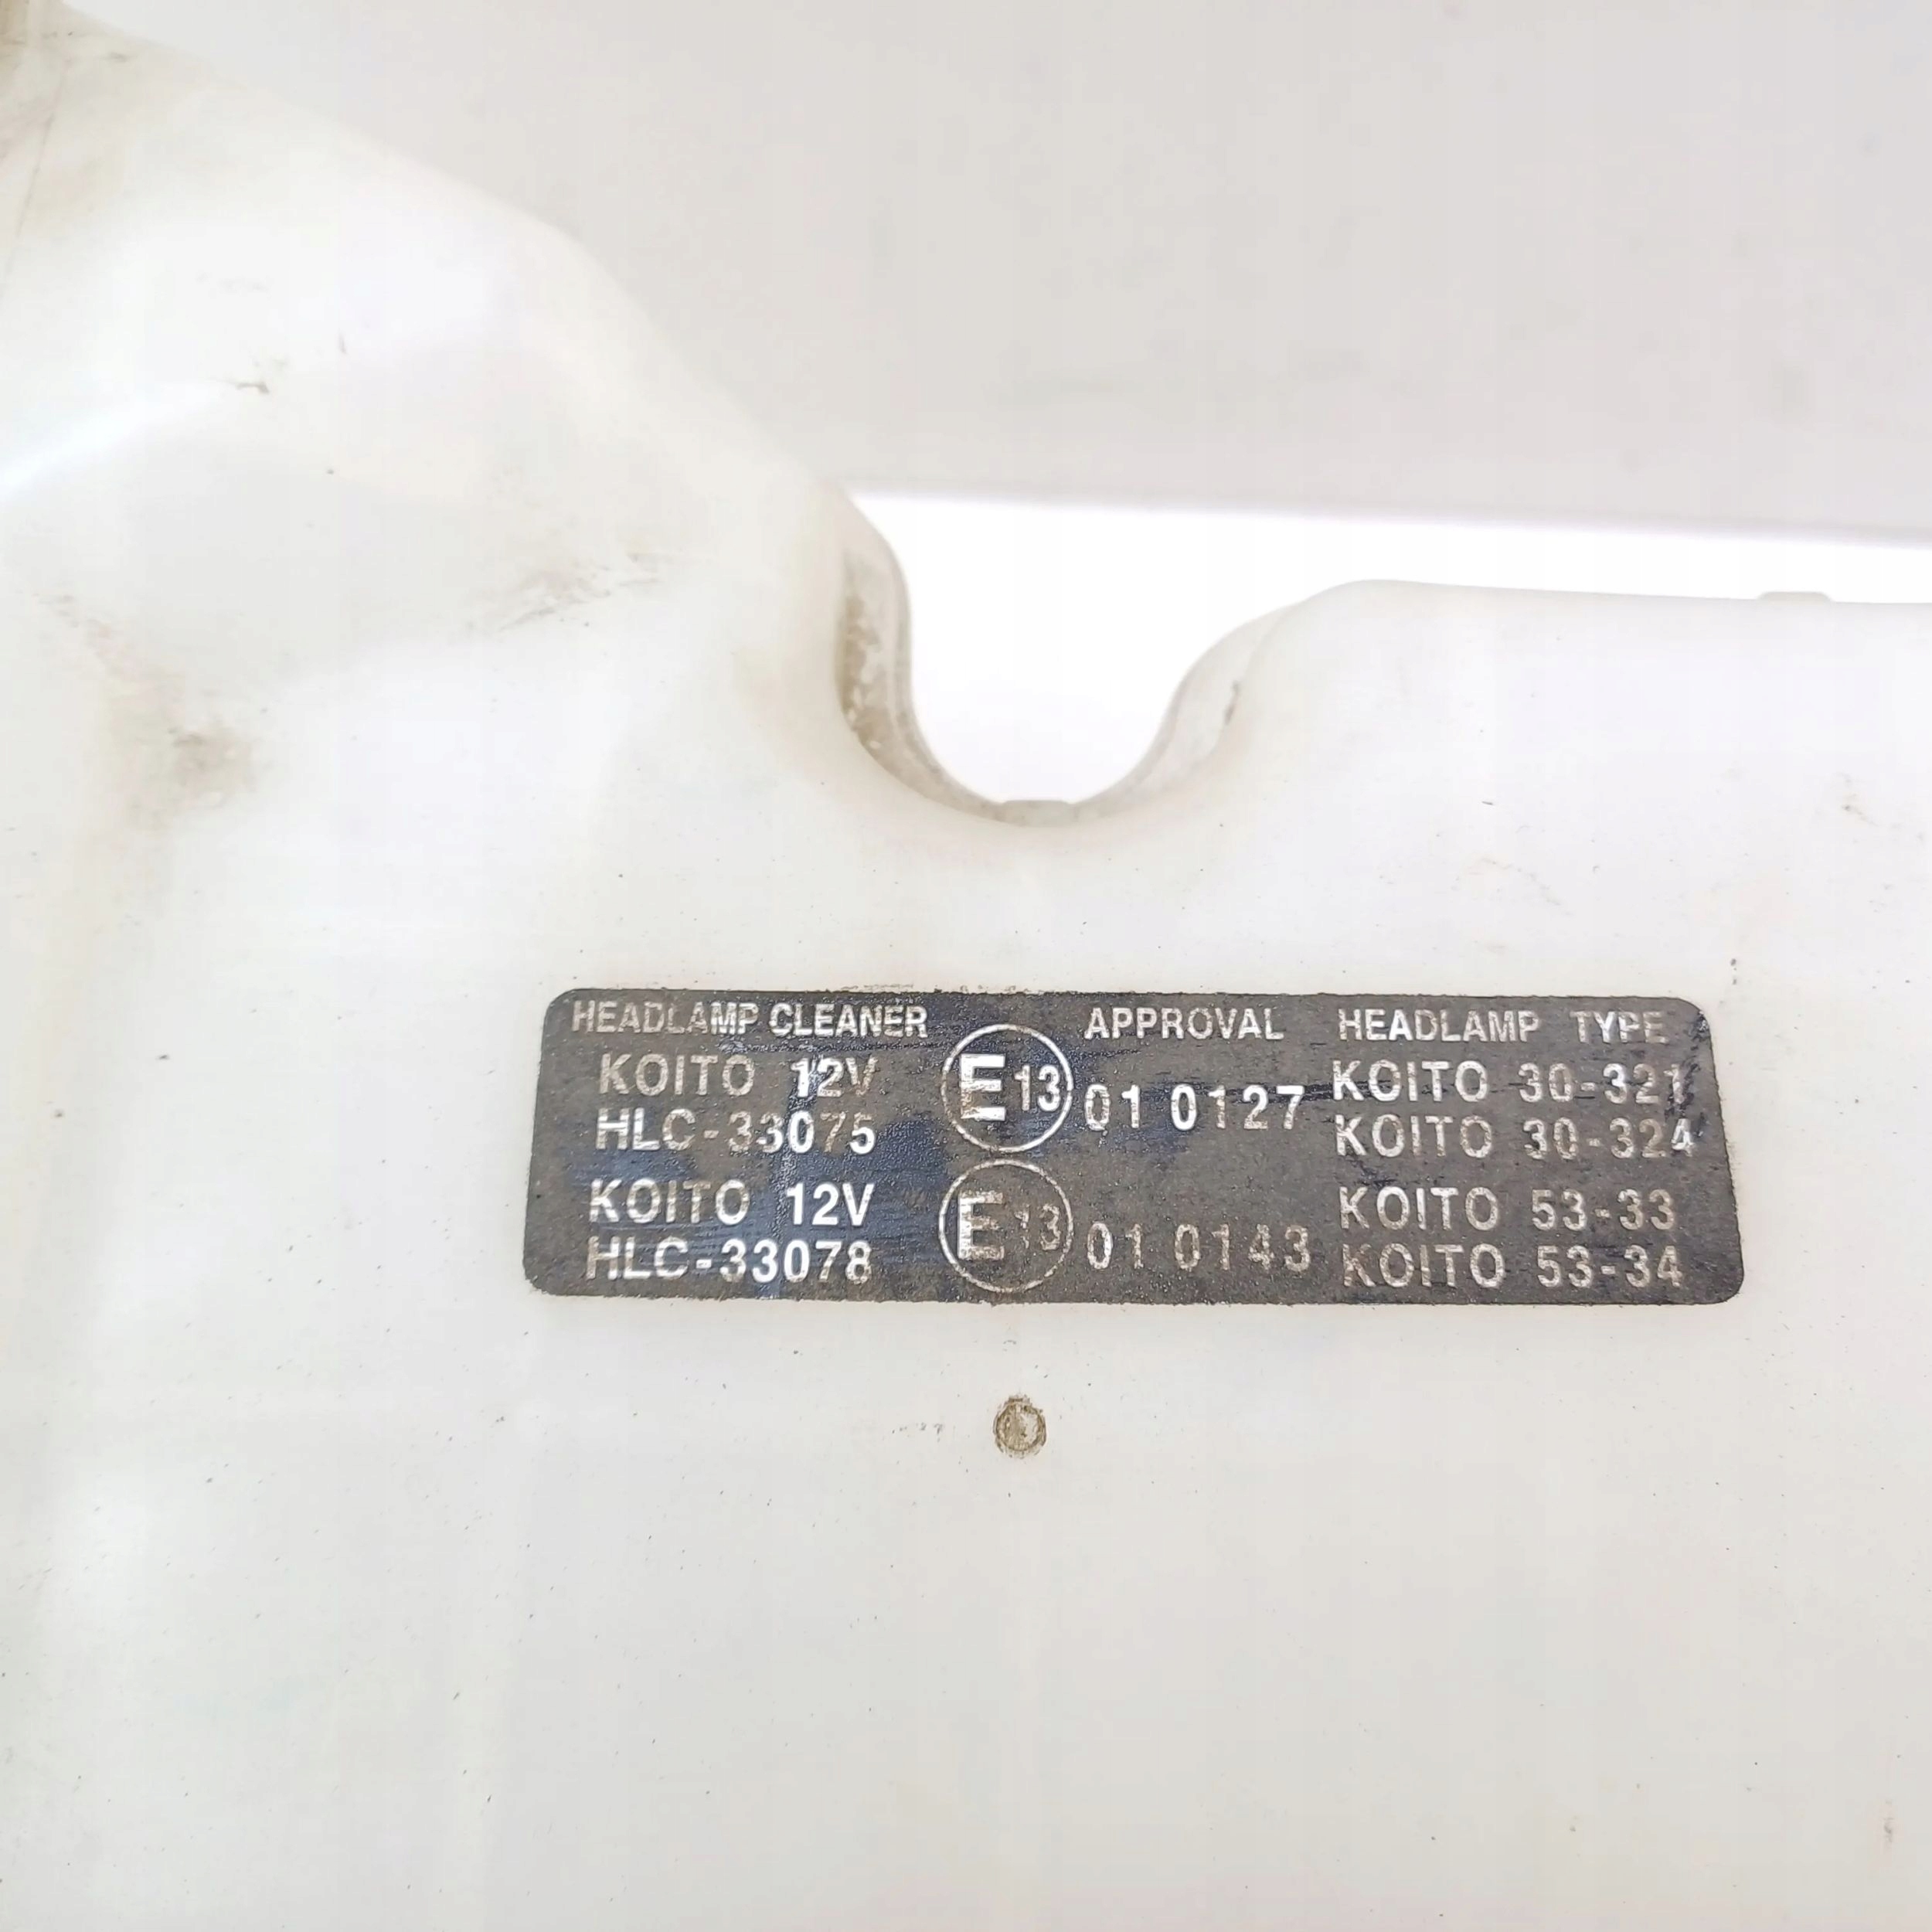 HEADLAMP CLEANER APPROVAL HEADLAMP TYPE
KOITO 12V E13 01 0127 KOITO 30-321
HLC-33075 KOITO 30-324
KOITO 12V E13 01 0143 KOITO 53-33
HLC-33078 KOITO 53-34